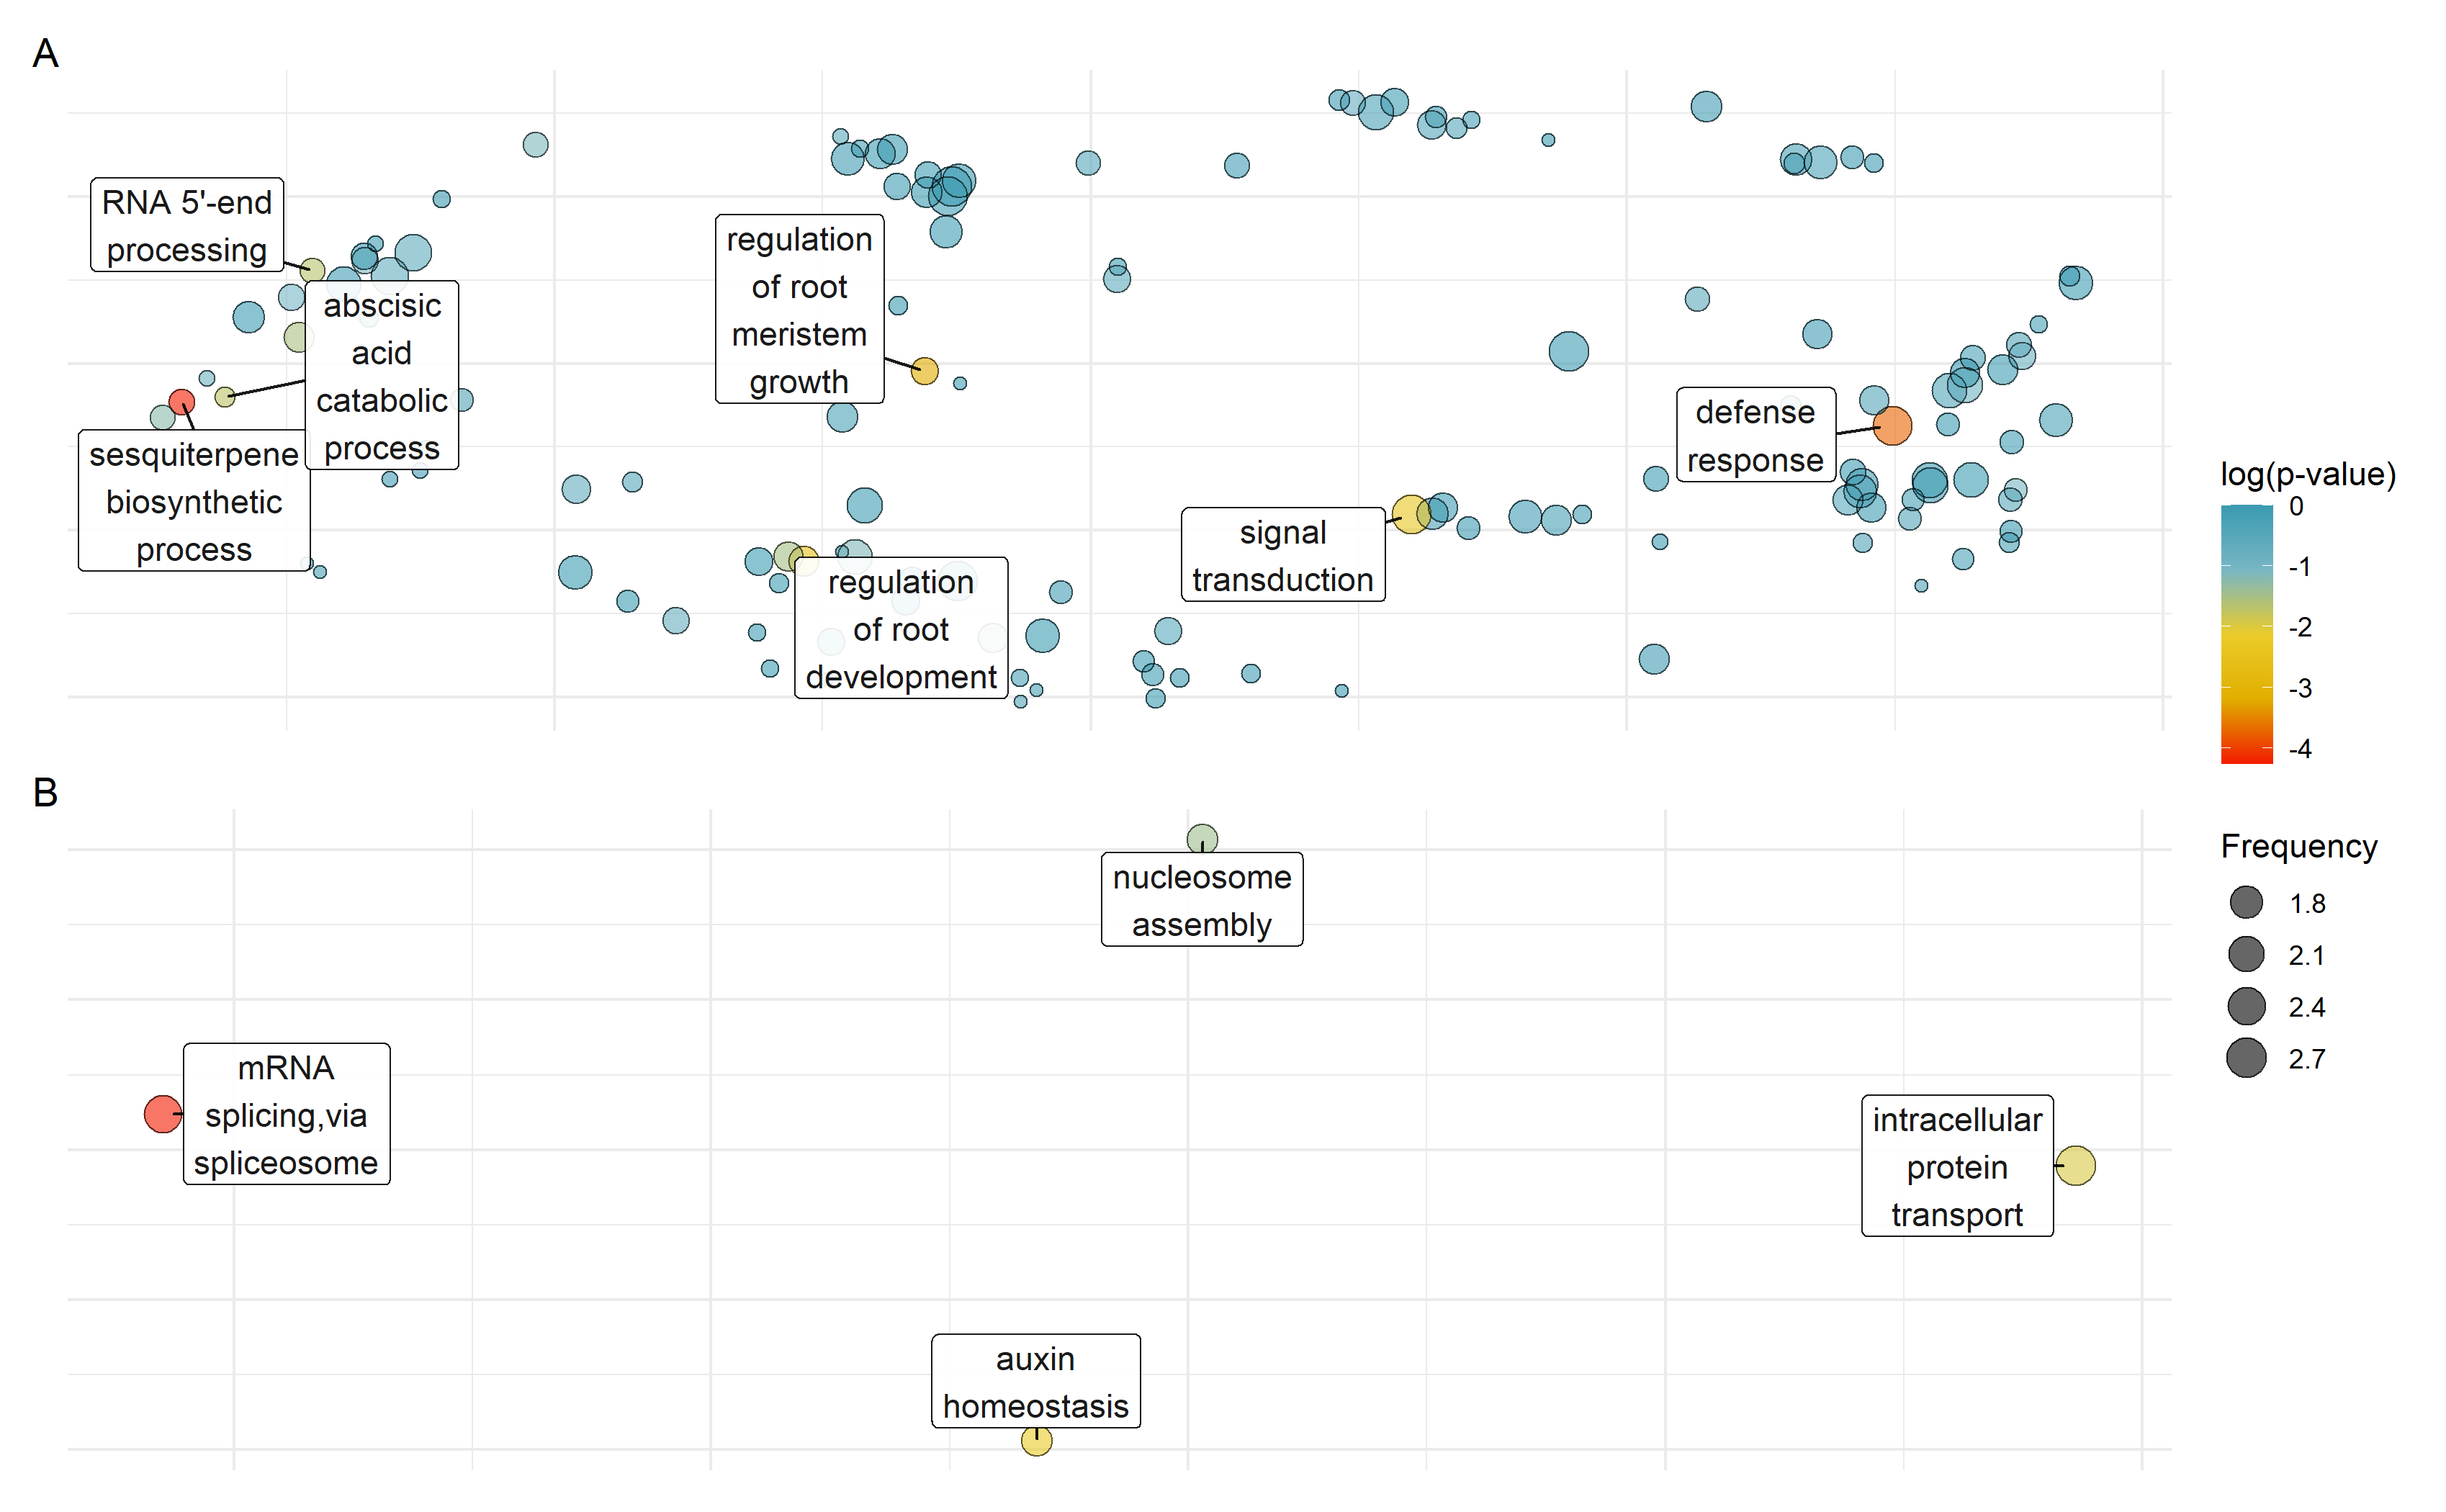 A
RNA 5'-end
processing
abscisic
acid
catabolic
process
sesquiterpene
biosynthetic
process
regulation
of root
meristem
growth
regulation
of root
development
signal
transduction
defense
response
log(p-value)
0
-1
-2
-3
-4
B
nucleosome
assembly
mRNA
splicing,via
spliceosome
intracellular
protein
transport
auxin
homeostasis
Frequency
1.8
2.1
2.4
2.7